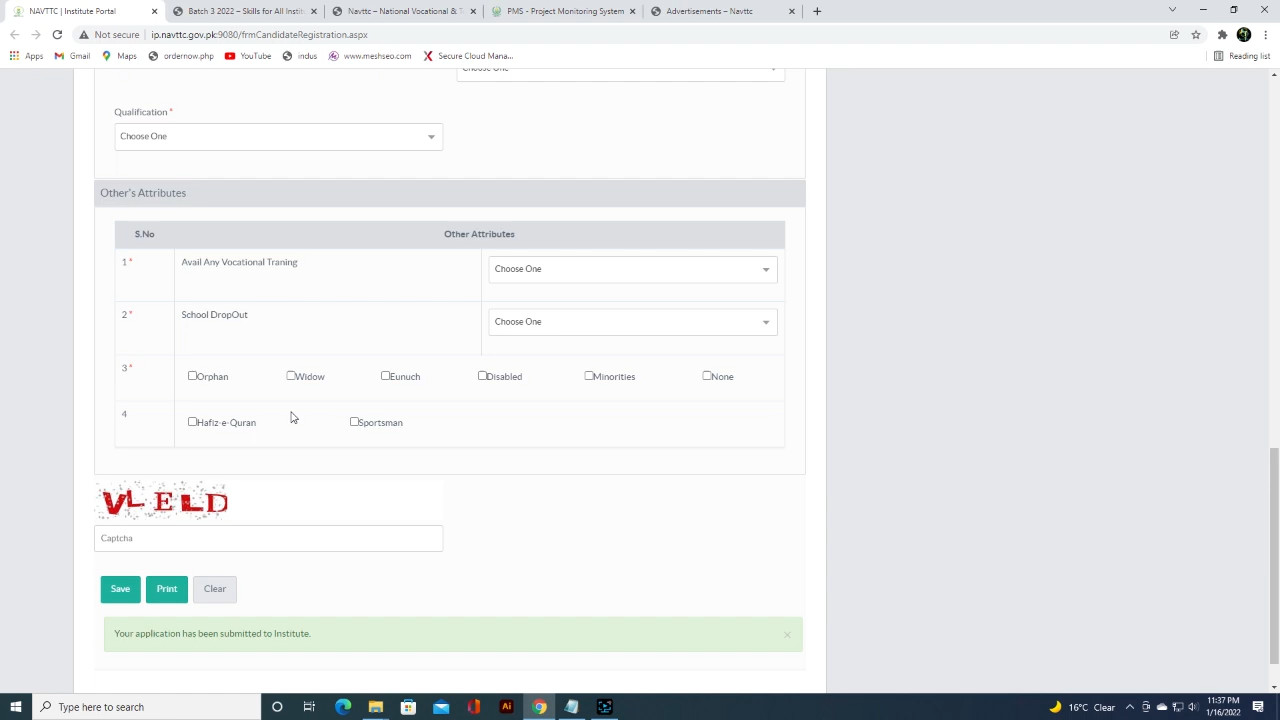 NAVTTC | Institute Portal
Batch 3 2022 – Skills for All Instit
Navttc – National Vocational & Te
PMS - Project Monitoring System
Advertisements – Navttc
Not secure | ip.navttc.gov.pk:9080/frmCandidateRegistration.aspx
Apps Gmail Maps ordernow.php YouTube indus www.meshseo.com Secure Cloud Mana... Reading list
Choose One
Qualification *
Choose One
Other's Attributes
S.No Other Attributes
1 * Avail Any Vocational Traning Choose One
2 * School DropOut Choose One
3 * Orphan Widow Eunuch Disabled Minorities None
4 Hafiz-e-Quran Sportsman
VLELD
Captcha
Save Print Clear
Your application has been submitted to Institute. ×
Type here to search 16°C Clear 11:37 PM
1/16/2022